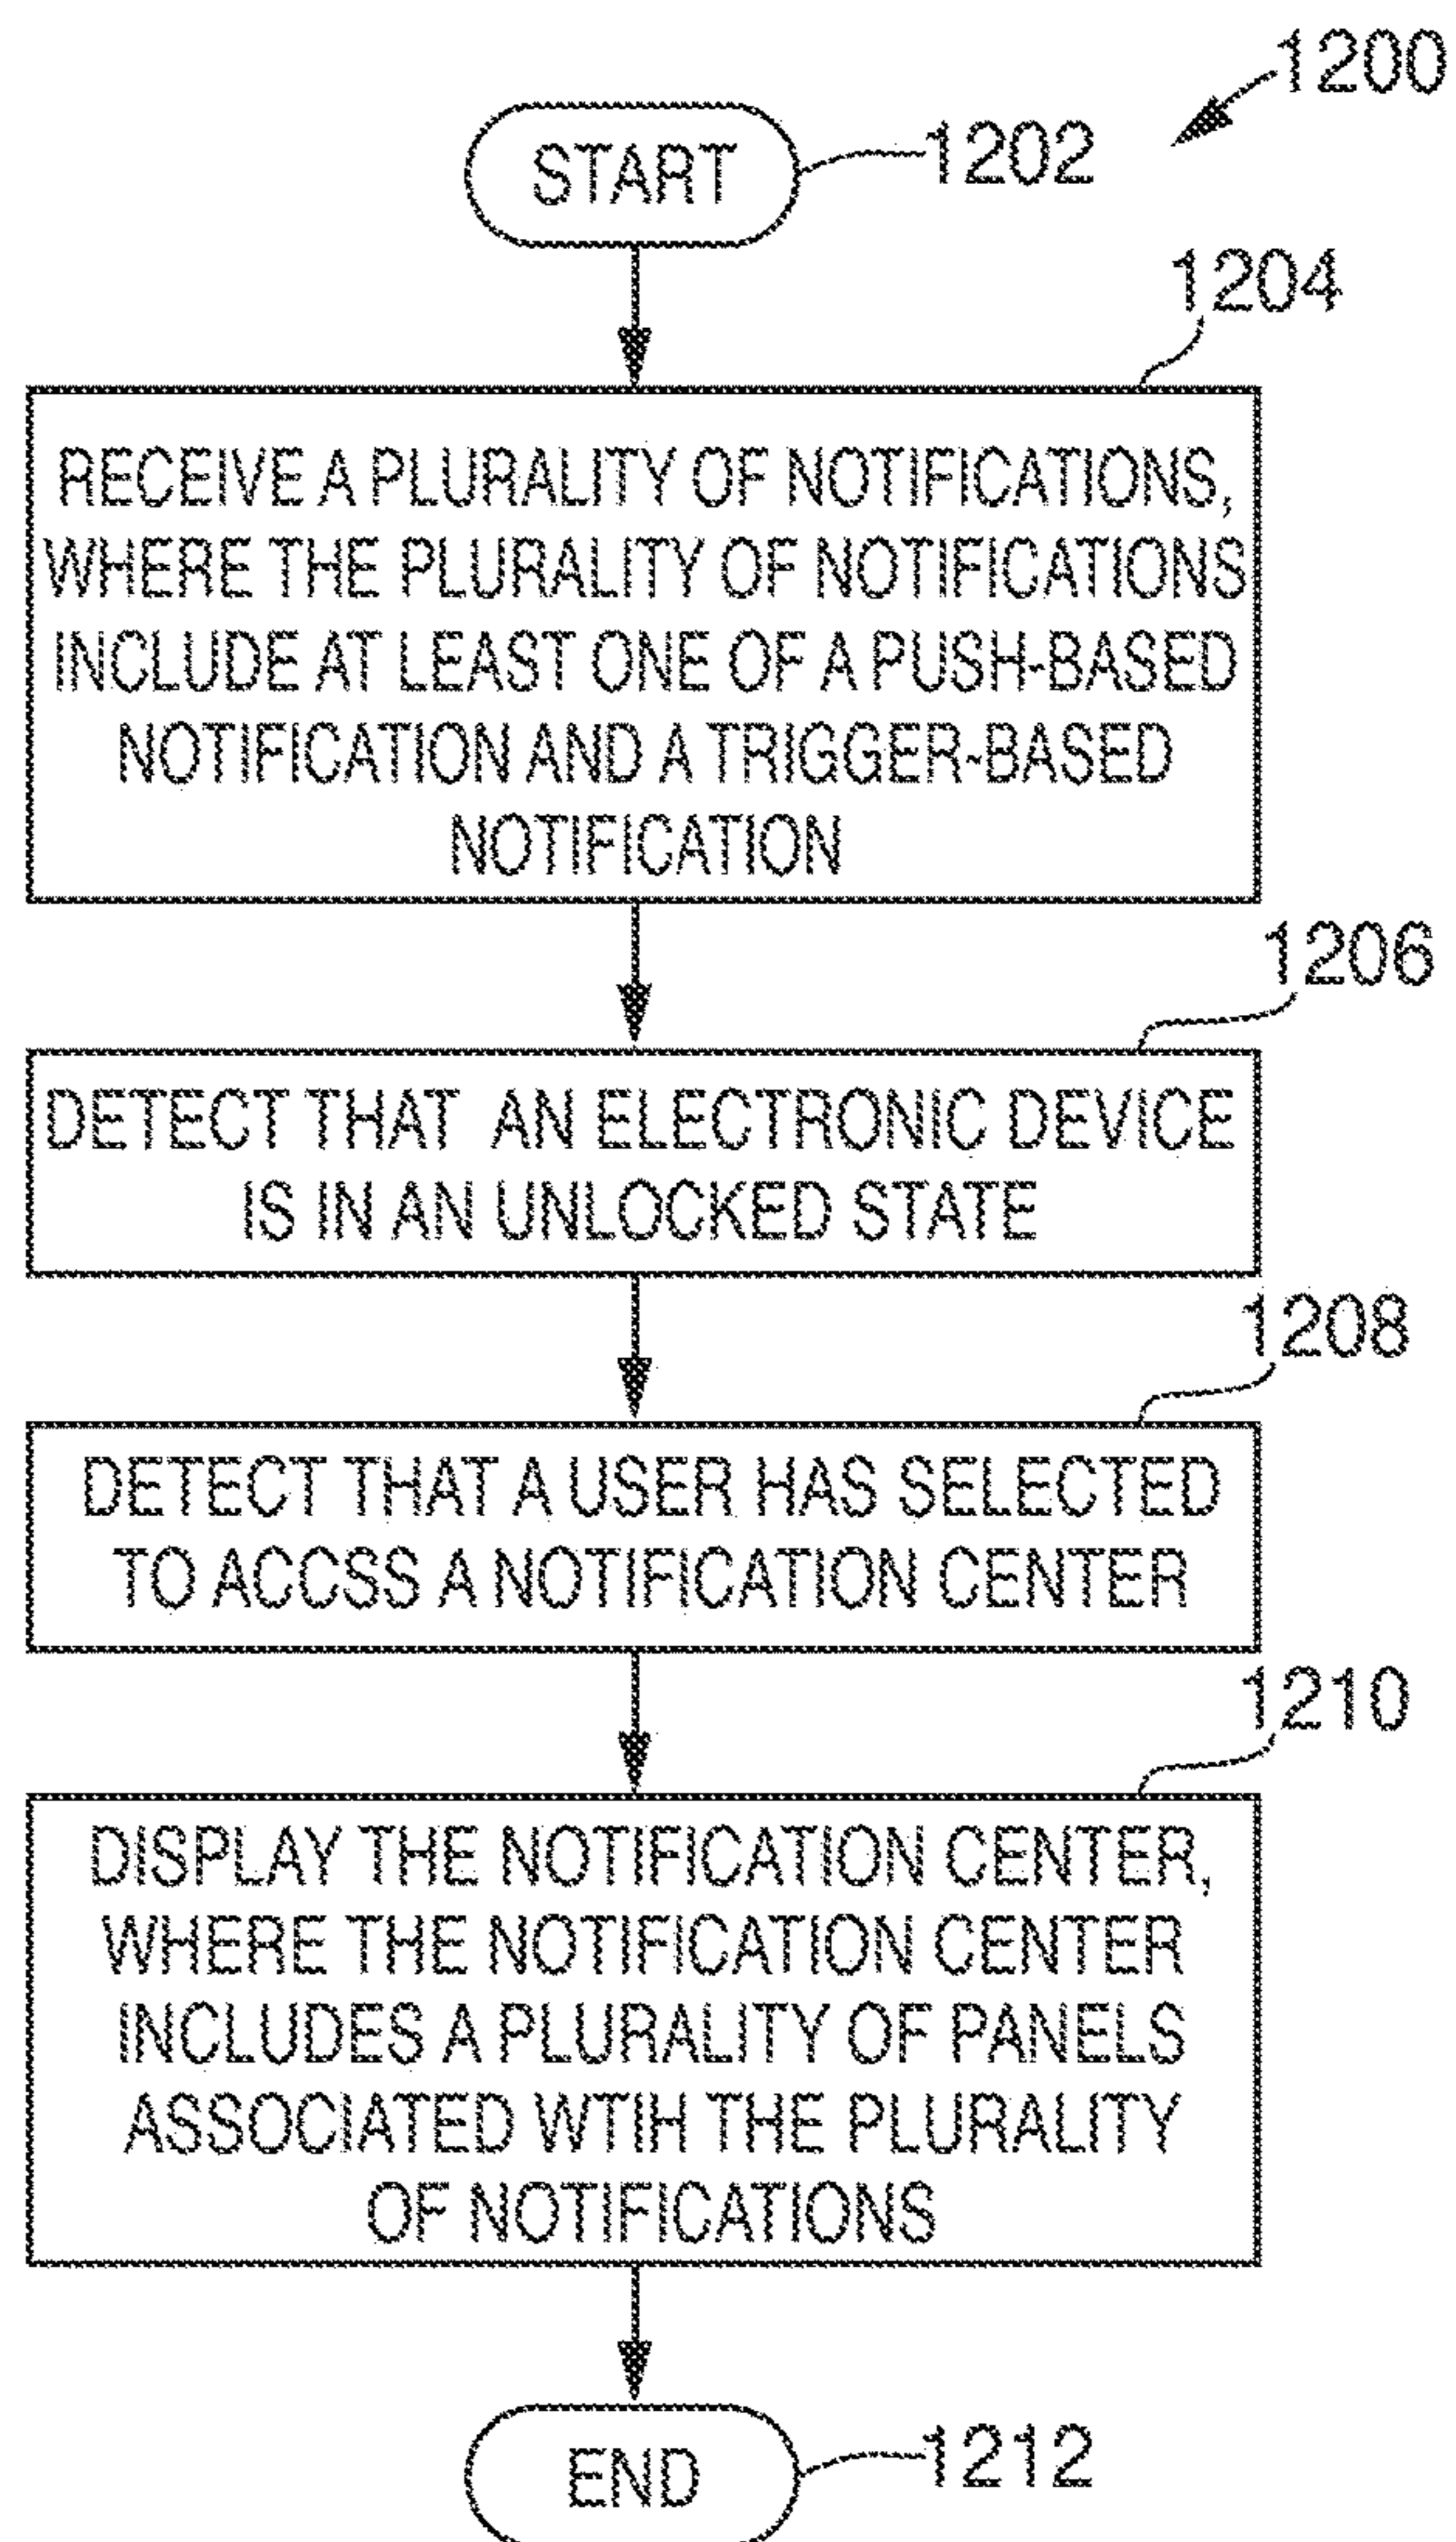 1200
START
1202
1204
RECEIVE A PLURALITY OF NOTIFICATIONS,
WHERE THE PLURALITY OF NOTIFICATIONS
INCLUDE AT LEAST ONE OF A PUSH-BASED
NOTIFICATION AND A TRIGGER-BASED
NOTIFICATION
1206
DETECT THAT AN ELECTRONIC DEVICE
IS IN AN UNLOCKED STATE
1208
DETECT THAT A USER HAS SELECTED
TO ACCSS A NOTIFICATION CENTER
1210
DISPLAY THE NOTIFICATION CENTER,
WHERE THE NOTIFICATION CENTER
INCLUDES A PLURALITY OF PANELS
ASSOCIATED WTIH THE PLURALITY
OF NOTIFICATIONS
END
1212